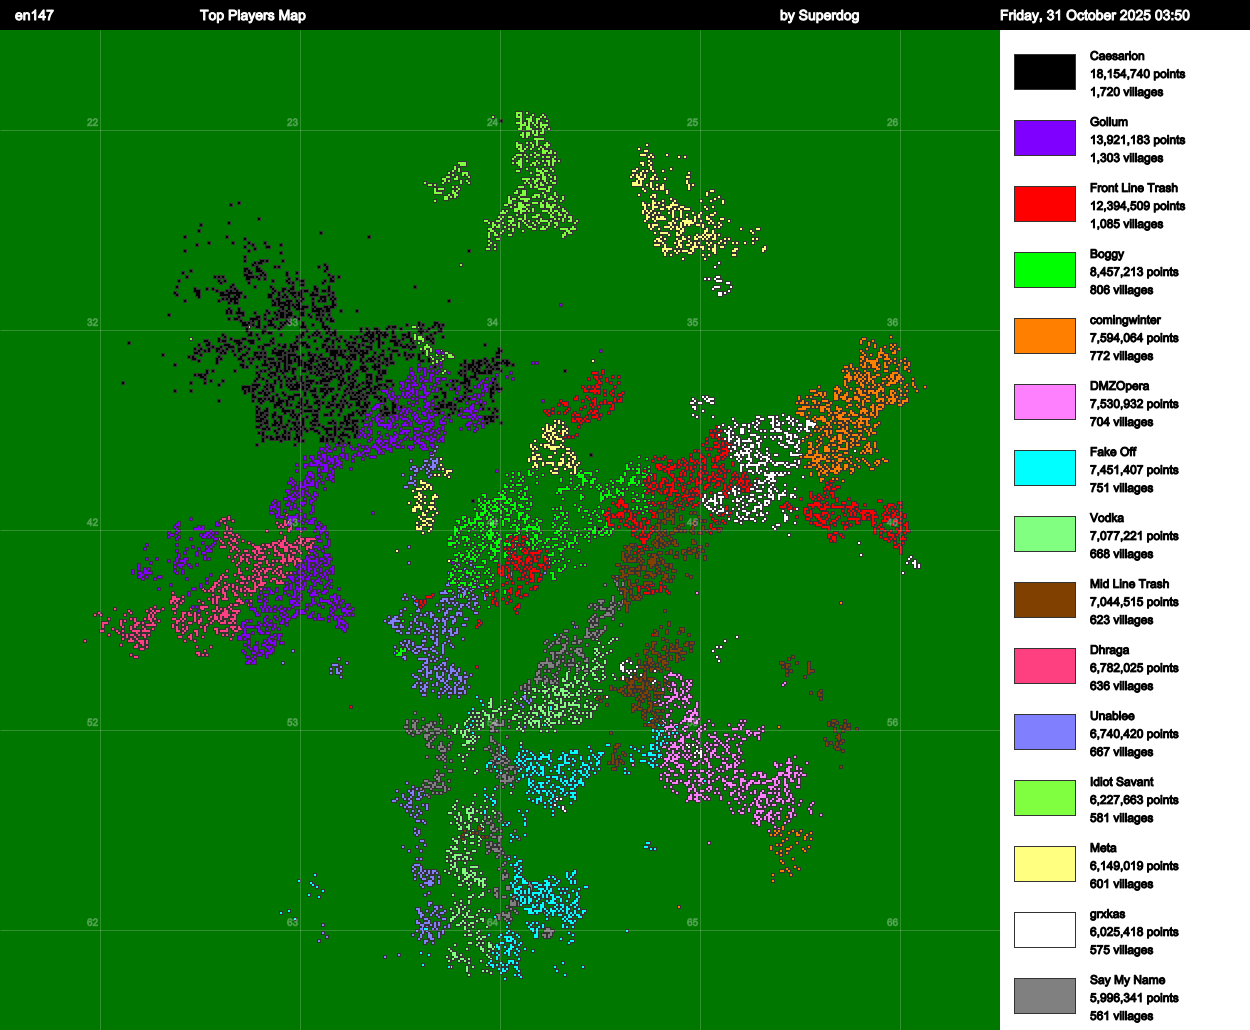 en147 Top Players Map by Superdog Friday, 31 October 2025 03:50
Caesarion
18,154,740 points
1,720 villages
Gollum
13,921,183 points
1,303 villages
Front Line Trash
12,394,509 points
1,085 villages
Boggy
8,457,213 points
806 villages
comingwinter
7,594,064 points
772 villages
DMZOpera
7,530,932 points
704 villages
Fake Off
7,451,407 points
751 villages
Vodka
7,077,221 points
668 villages
Mid Line Trash
7,044,515 points
623 villages
Dhraga
6,782,025 points
636 villages
Unablee
6,740,420 points
667 villages
Idiot Savant
6,227,663 points
581 villages
Meta
6,149,019 points
601 villages
grxkas
6,025,418 points
575 villages
Say My Name
5,996,341 points
561 villages
22 23 24 25 26
32 33 34 35 36
42 43 45
52 53 56
62 63 64 65 66